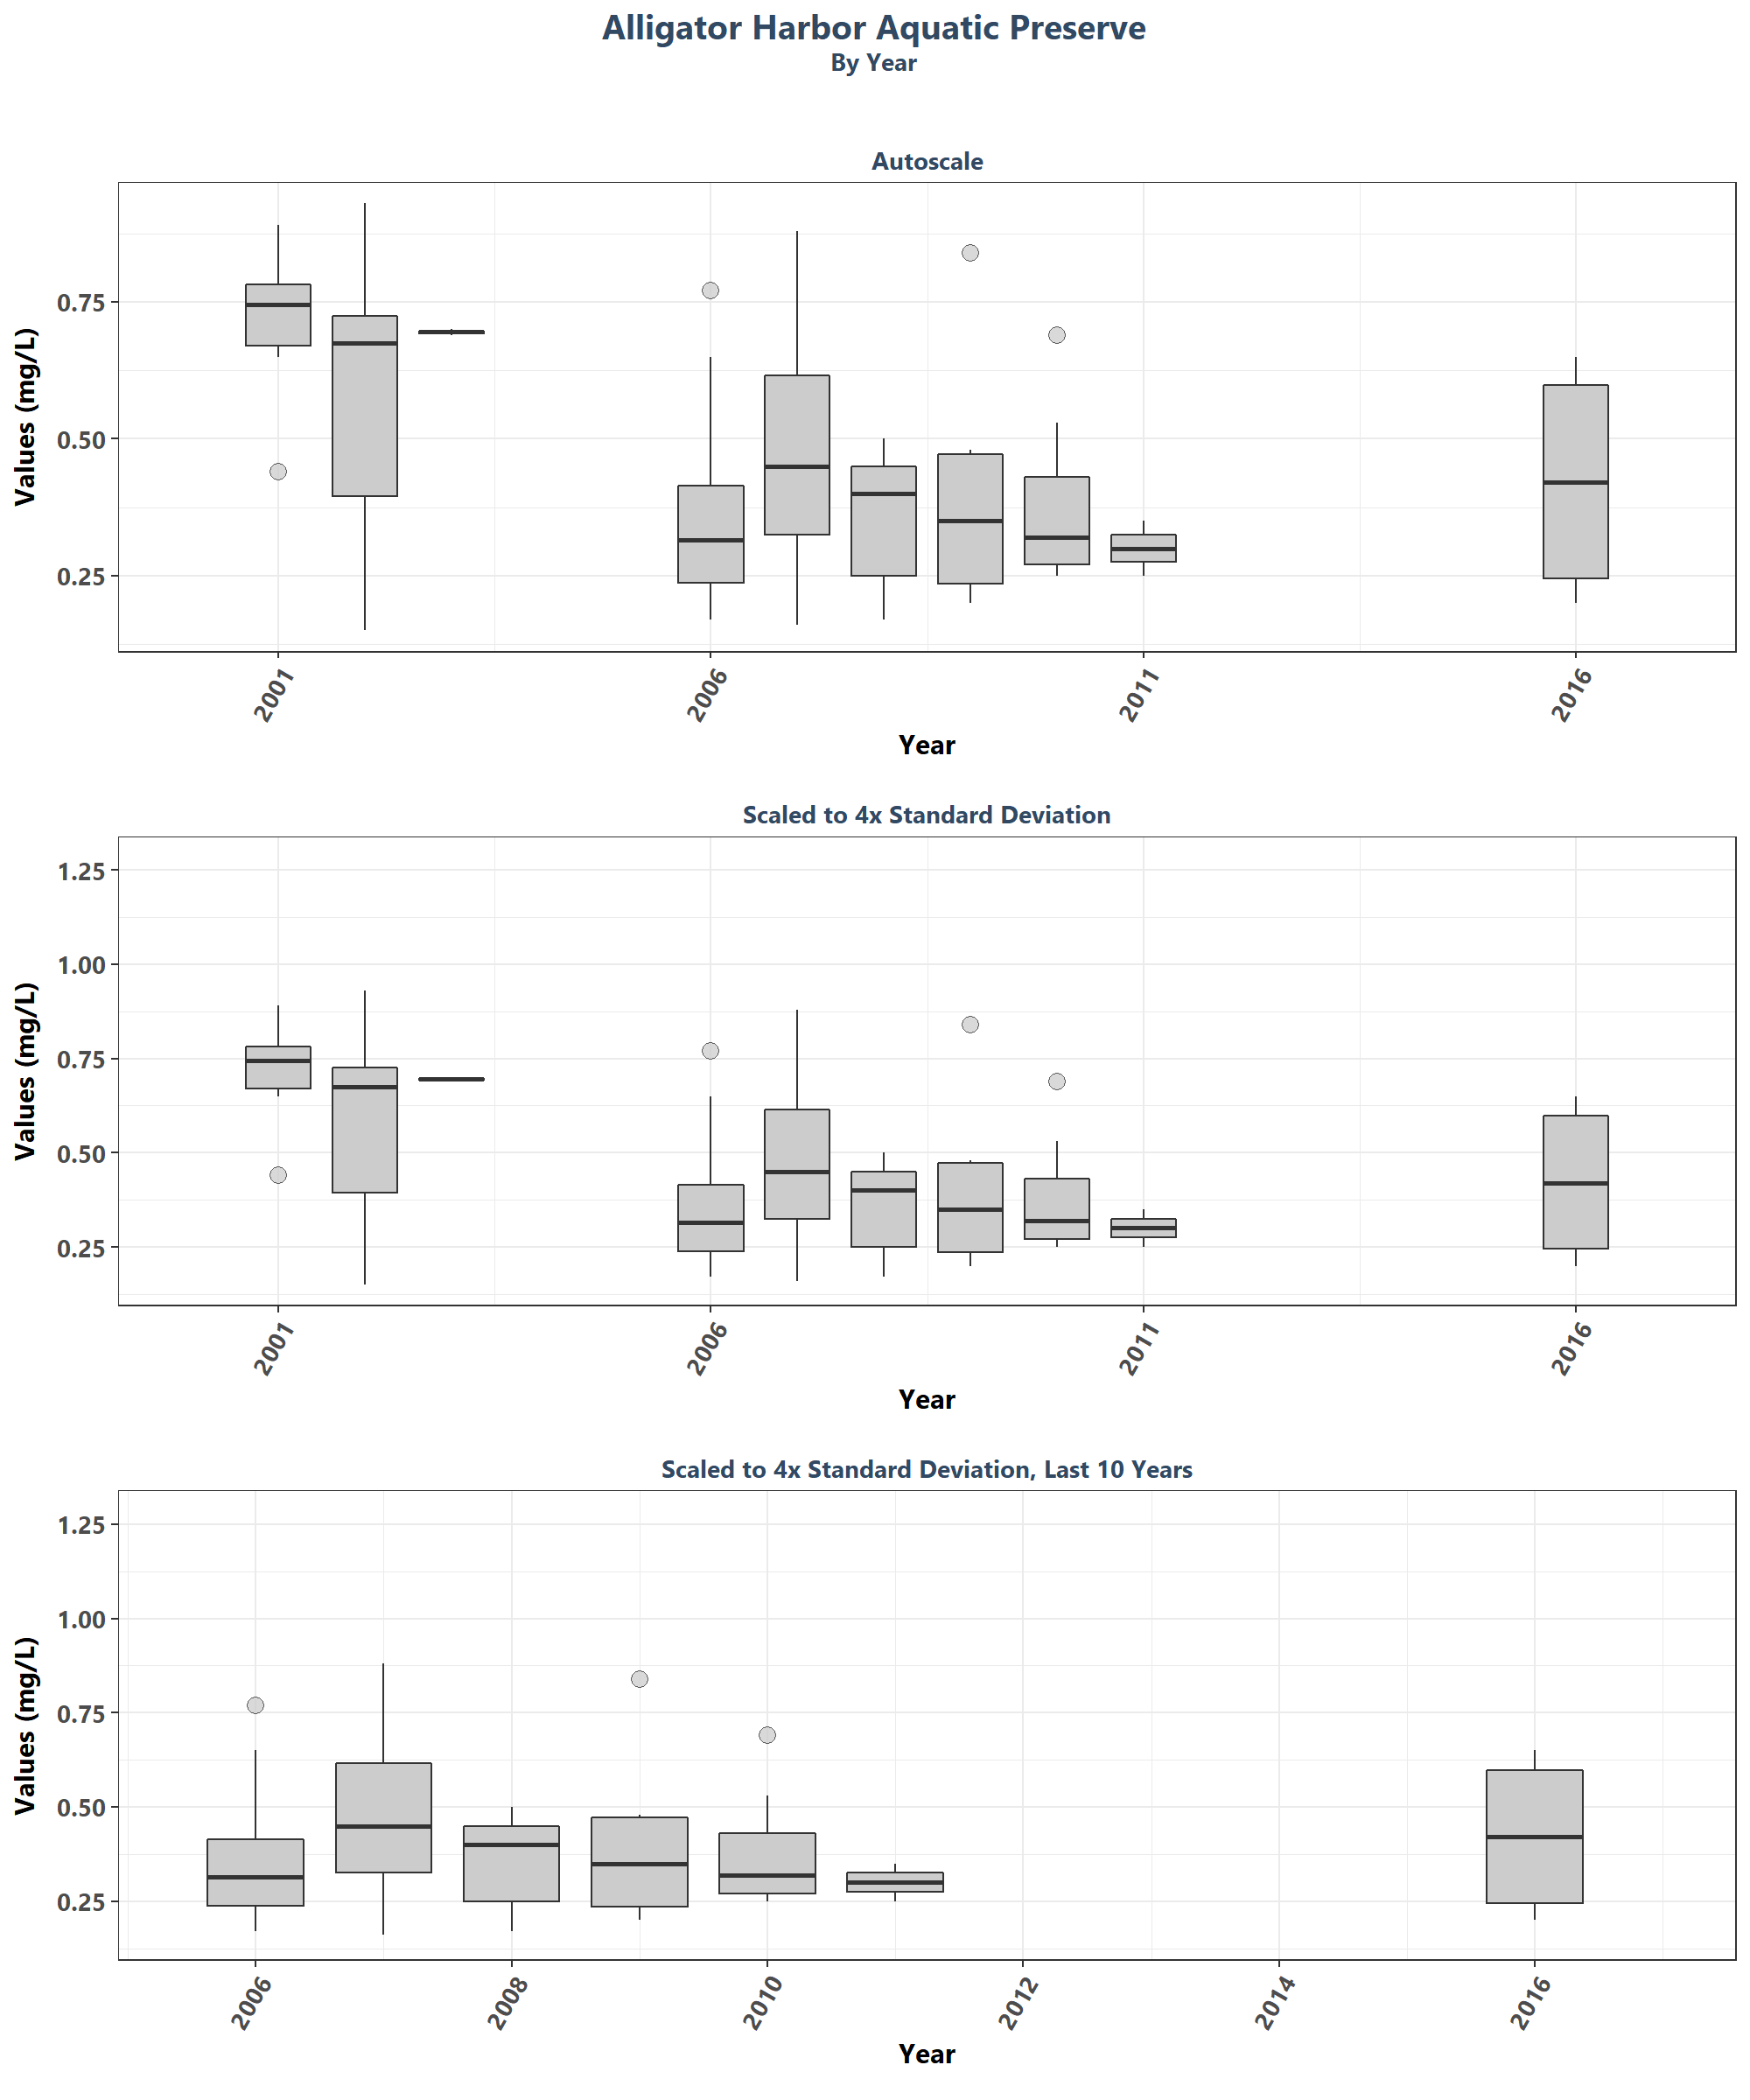 Alligator Harbor Aquatic Preserve
By Year
Autoscale
Values (mg/L)
0.75
0.50
0.25
2001 2006 2011 2016
Year
Scaled to 4x Standard Deviation
Values (mg/L)
1.25
1.00
0.75
0.50
0.25
2001 2006 2011 2016
Year
Scaled to 4x Standard Deviation, Last 10 Years
Values (mg/L)
1.25
1.00
0.75
0.50
0.25
2006 2008 2010 2012 2014 2016
Year